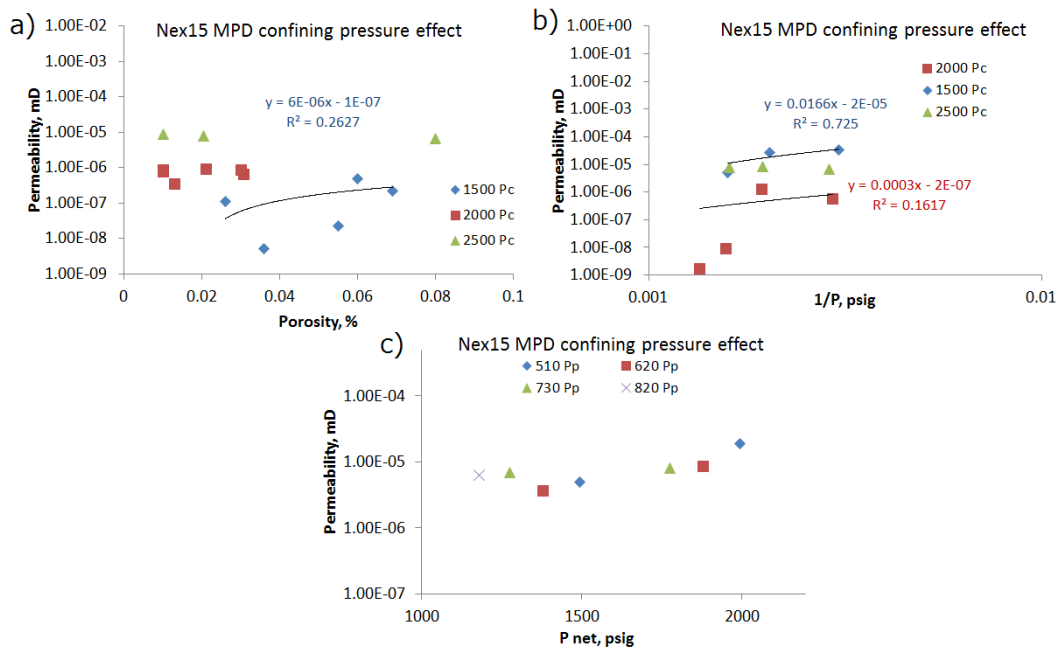 a)
Nex15 MPD confining pressure effect
1.00E-02
1.00E-03
1.00E-04
1.00E-05
1.00E-06
1.00E-07
1.00E-08
1.00E-09
Permeability, mD
y = 6E-06x - 1E-07
R² = 0.2627
1500 Pc
2000 Pc
2500 Pc
0
0.02
0.04
0.06
0.08
0.1
Porosity, %
b)
Nex15 MPD confining pressure effect
1.00E+00
1.00E-01
1.00E-02
1.00E-03
1.00E-04
1.00E-05
1.00E-06
1.00E-07
1.00E-08
1.00E-09
Permeability, mD
2000 Pc
1500 Pc
2500 Pc
y = 0.0166x - 2E-05
R² = 0.725
y = 0.0003x - 2E-07
R² = 0.1617
0.001
0.01
1/P, psig
c)
Nex15 MPD confining pressure effect
510 Pp
620 Pp
730 Pp
820 Pp
1.00E-04
1.00E-05
1.00E-06
1.00E-07
Permeability, mD
1000
1500
2000
P net, psig